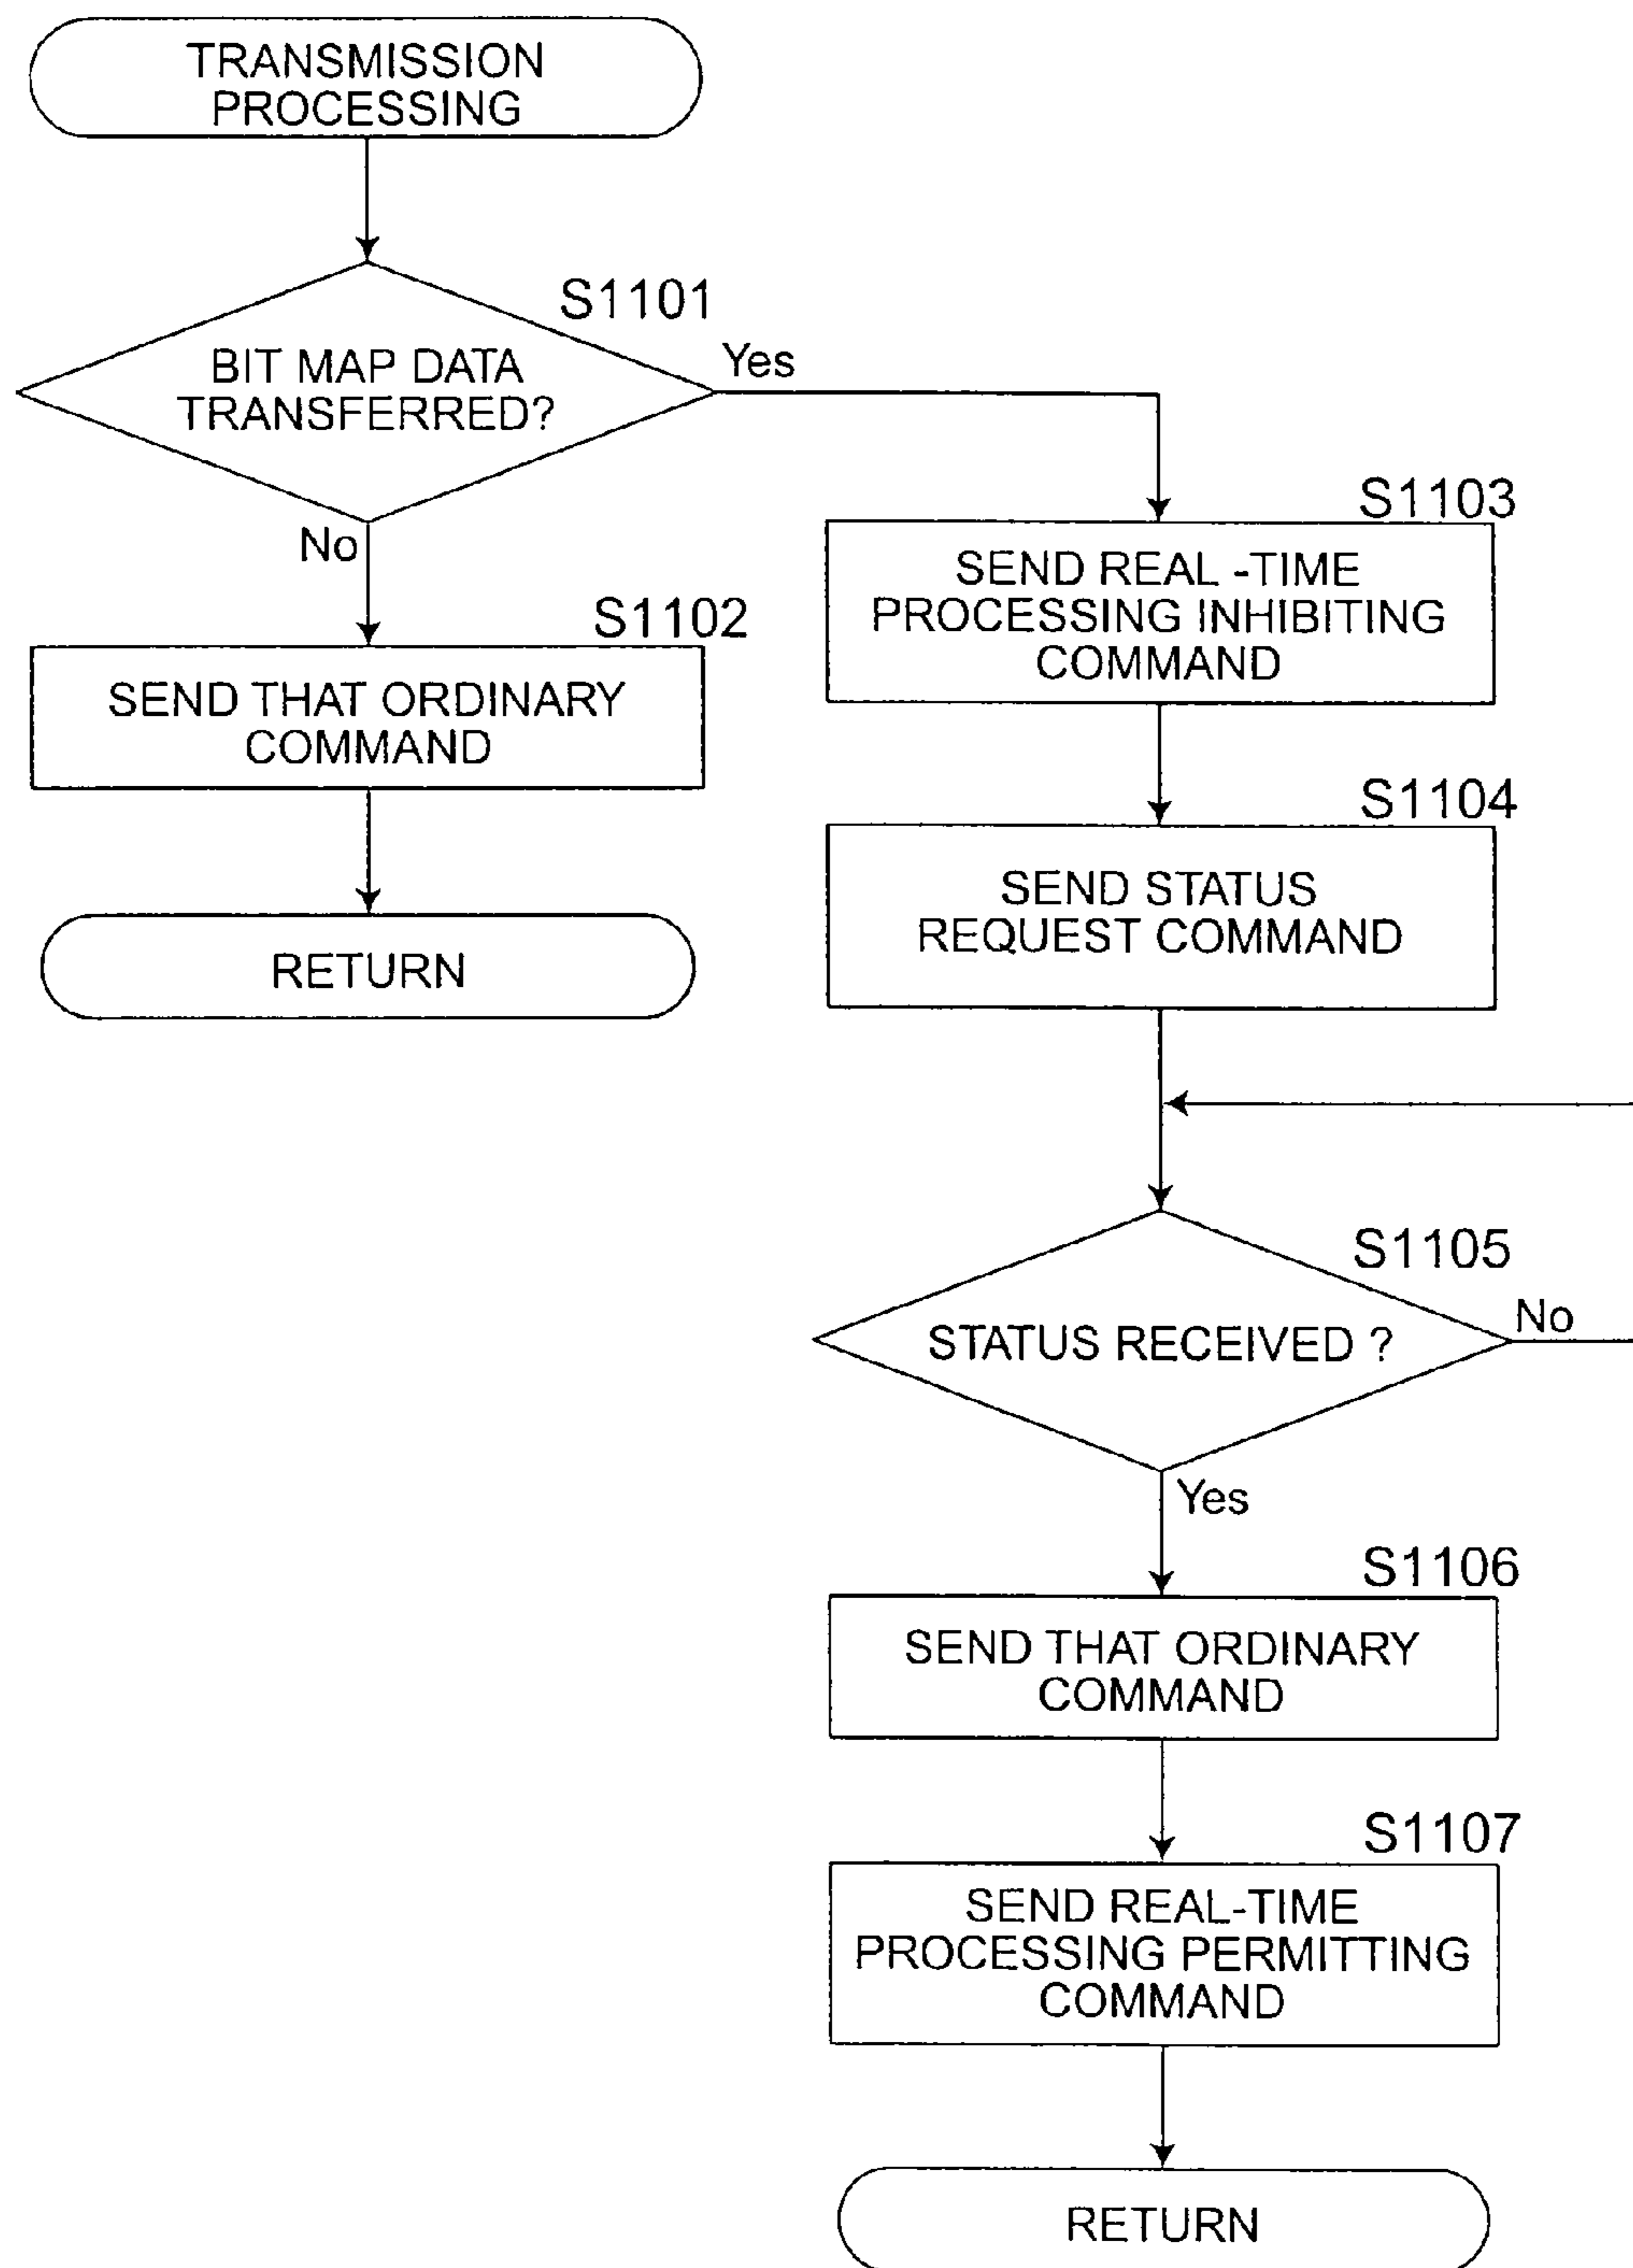 TRANSMISSION
PROCESSING
S1101
BIT MAP DATA
TRANSFERRED?
Yes
No
S1102
SEND THAT ORDINARY
COMMAND
RETURN
S1103
SEND REAL -TIME
PROCESSING INHIBITING
COMMAND
S1104
SEND STATUS
REQUEST COMMAND
S1105
STATUS RECEIVED ?
No
Yes
S1106
SEND THAT ORDINARY
COMMAND
S1107
SEND REAL-TIME
PROCESSING PERMITTING
COMMAND
RETURN